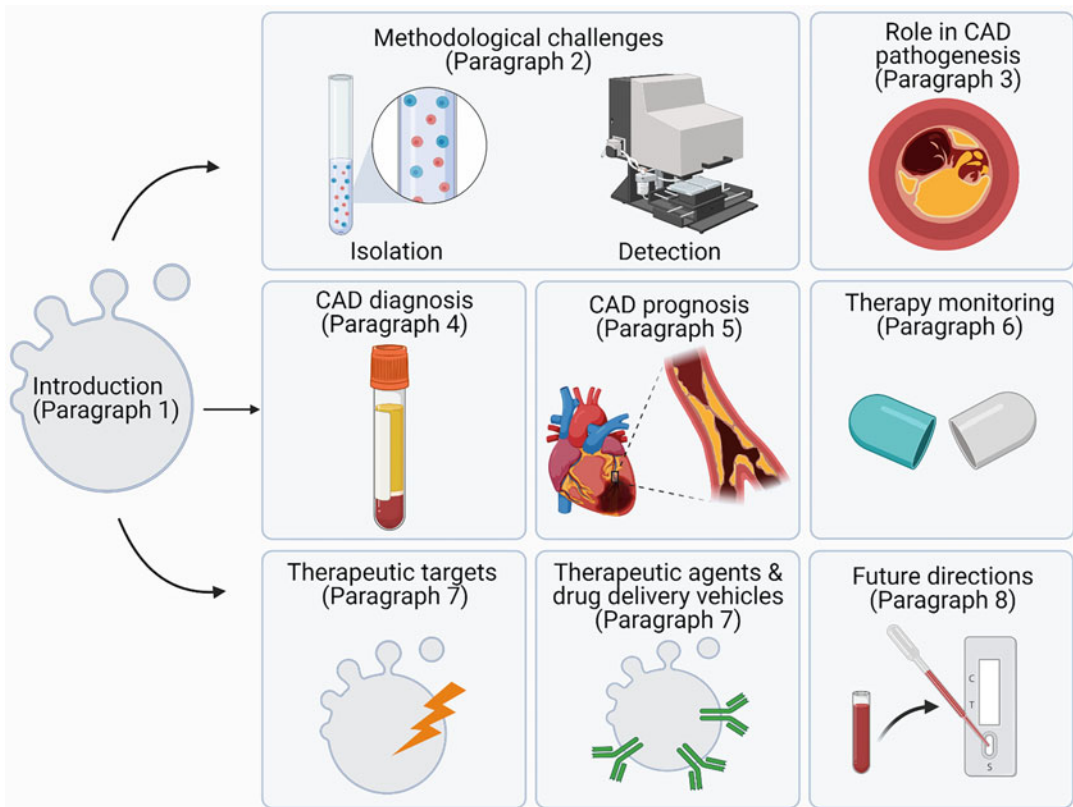 Methodological challenges
(Paragraph 2)
Isolation
Detection
Role in CAD
pathogenesis
(Paragraph 3)
Introduction
(Paragraph 1)
CAD diagnosis
(Paragraph 4)
CAD prognosis
(Paragraph 5)
Therapy monitoring
(Paragraph 6)
Therapeutic targets
(Paragraph 7)
Therapeutic agents &
drug delivery vehicles
(Paragraph 7)
Future directions
(Paragraph 8)
C
T
S